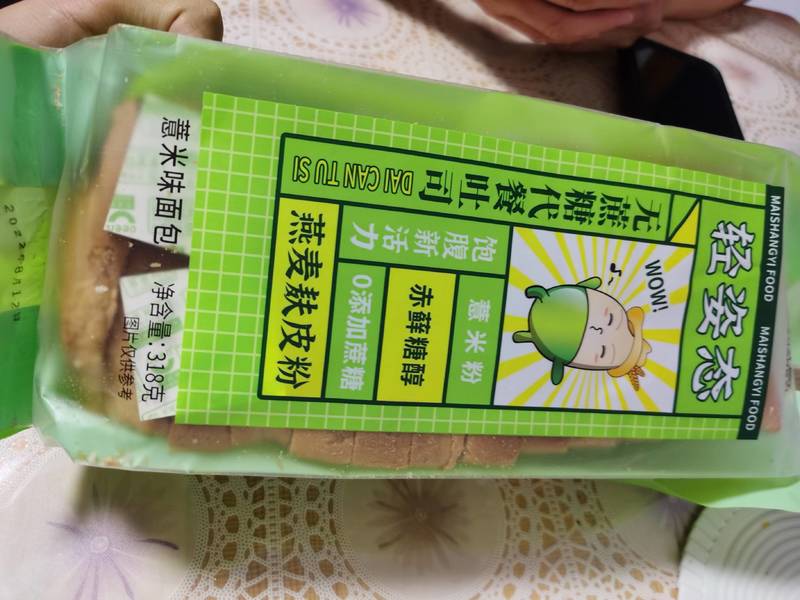 MAISHANGYI FOOD MAISHANGYI FOOD
轻姿态
无蔗糖代餐吐司
DAI CAN TU SI
WOW!
饱腹新活力
薏米粉
赤藓糖醇
0添加蔗糖
燕麦麸皮粉
薏米味面包
净含量:318克
图片仅供参考